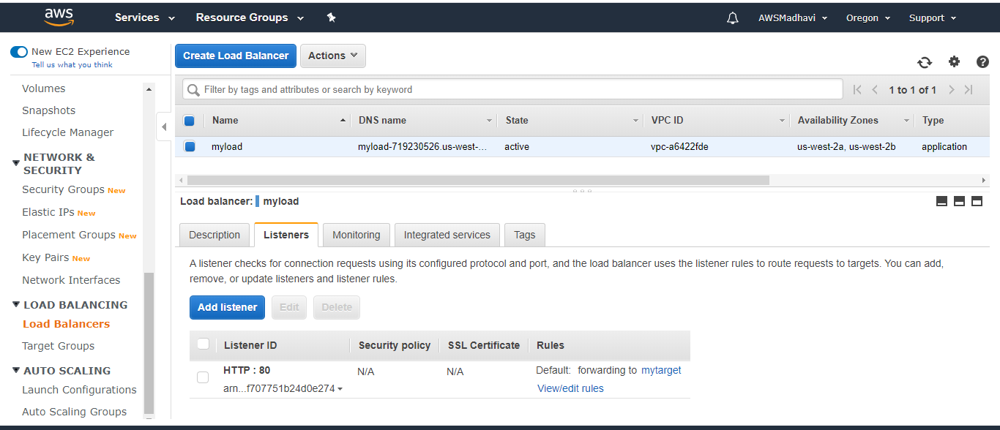 aws Services Resource Groups AWSMadhavi Oregon Support
New EC2 Experience
Tell us what you think
Volumes
Snapshots
Lifecycle Manager
NETWORK &
SECURITY
Security Groups New
Elastic IPs New
Placement Groups New
Key Pairs New
Network Interfaces
LOAD BALANCING
Load Balancers
Target Groups
AUTO SCALING
Launch Configurations
Auto Scaling Groups
Create Load Balancer Actions
Filter by tags and attributes or search by keyword 1 to 1 of 1
Name DNS name State VPC ID Availability Zones Type
myload myload-719230526.us-west-... active vpc-a6422fde us-west-2a, us-west-2b application
Load balancer: myload
Description Listeners Monitoring Integrated services Tags
A listener checks for connection requests using its configured protocol and port, and the load balancer uses the listener rules to route requests to targets. You can add,
remove, or update listeners and listener rules.
Add listener Edit Delete
Listener ID Security policy SSL Certificate Rules
HTTP : 80 N/A N/A Default: forwarding to mytarget
arn...f707751b24d0e274 View/edit rules